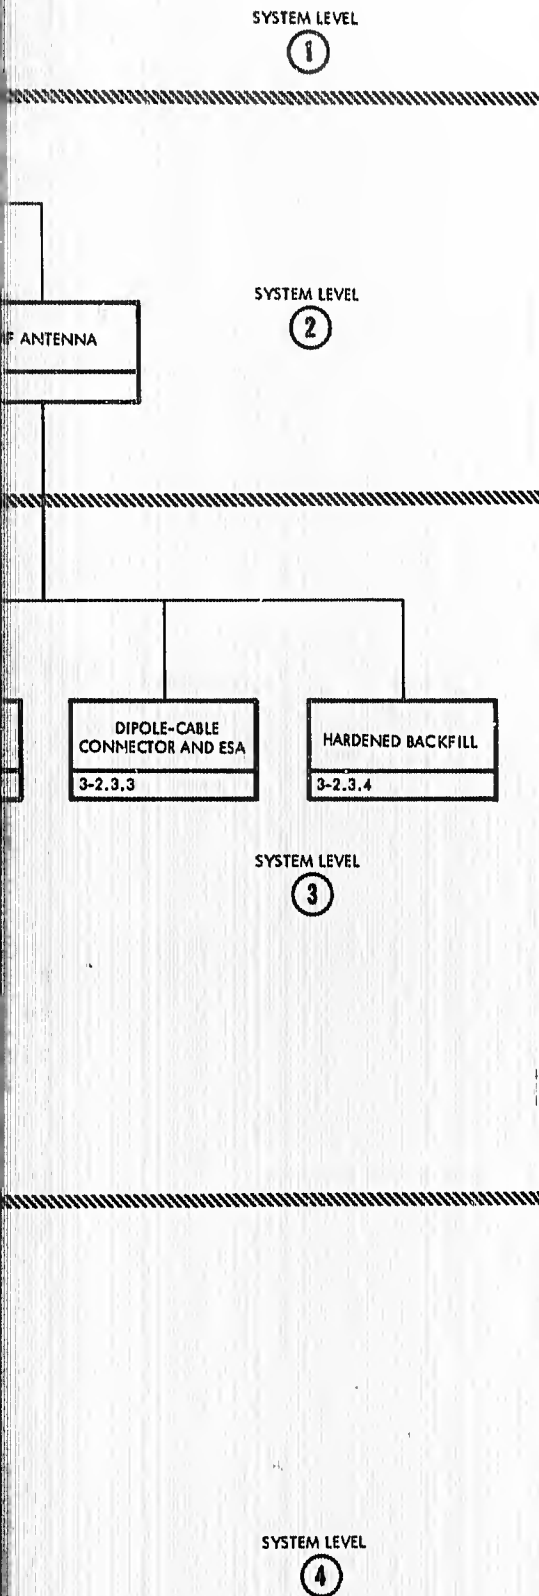 SYSTEM LEVEL
1
SYSTEM LEVEL
2
F ANTENNA
DIPOLE-CABLE
CONNECTOR AND ESA
3-2.3.3
HARDENED BACKFILL
3-2.3.4
SYSTEM LEVEL
3
SYSTEM LEVEL
4